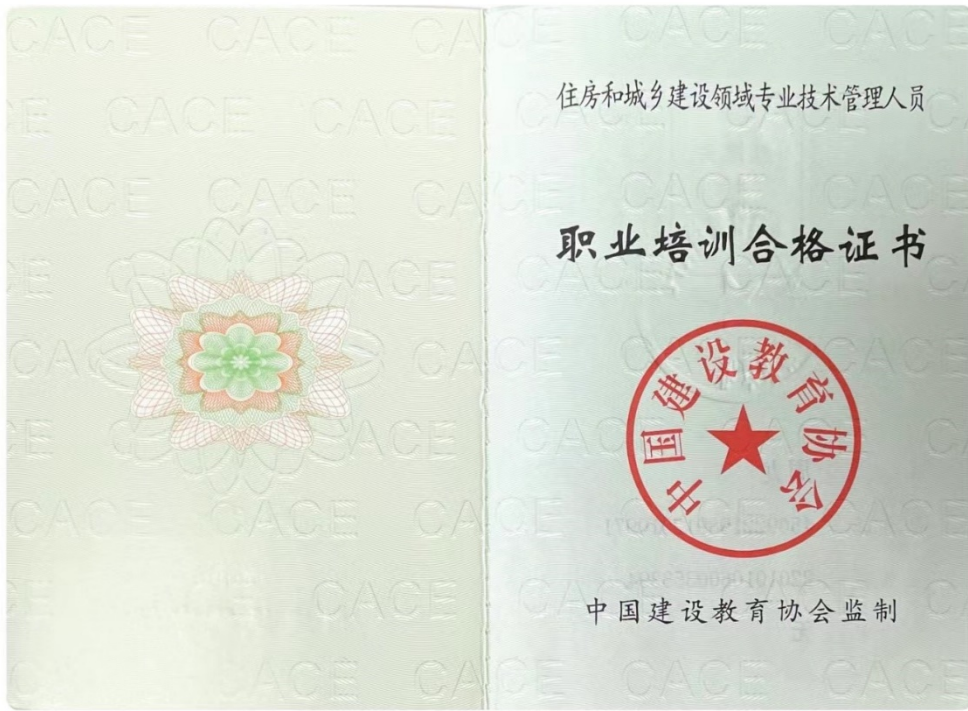 住房和城乡建设领域专业技术管理人员
职业培训合格证书
中国建设教育协会
中国建设教育协会监制
CACE